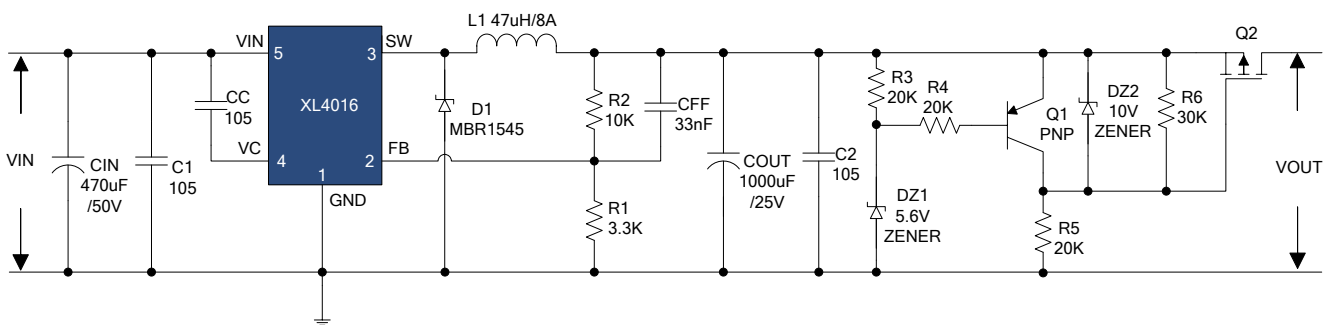 L1 47uH/8A
Q2
VIN
5
3
SW
CC
105
XL4016
D1
MBR1545
R2
10K
CFF
33nF
R3
20K
R4
20K
Q1
PNP
DZ2
10V
ZENER
R6
30K
VIN
CIN
470uF
/50V
C1
105
VC
4
2
FB
1
GND
COUT
1000uF
/25V
C2
105
VOUT
R1
3.3K
DZ1
5.6V
ZENER
R5
20K